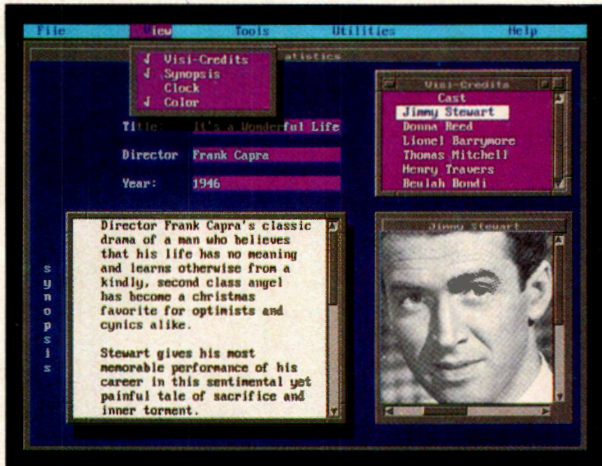 File View Tools Utilities Help
√ Visi-Credits
√ Synopsis
Clock
√ Color
atistics
Title: It's a Wonderful Life
Director Frank Capra
Year: 1946
Visi-Credits
Cast
Jimmy Stewart
Donna Reed
Lionel Barrymore
Thomas Mitchell
Henry Travers
Beulah Bondi
synopsis
Director Frank Capra's classic
drama of a man who believes
that his life has no meaning
and learns otherwise from a
kindly, second class angel
has become a christmas
favorite for optimists and
cynics alike.
Stewart gives his most
memorable performance of his
career in this sentimental yet
painful tale of sacrifice and
inner torment.
Jimmy Stewart